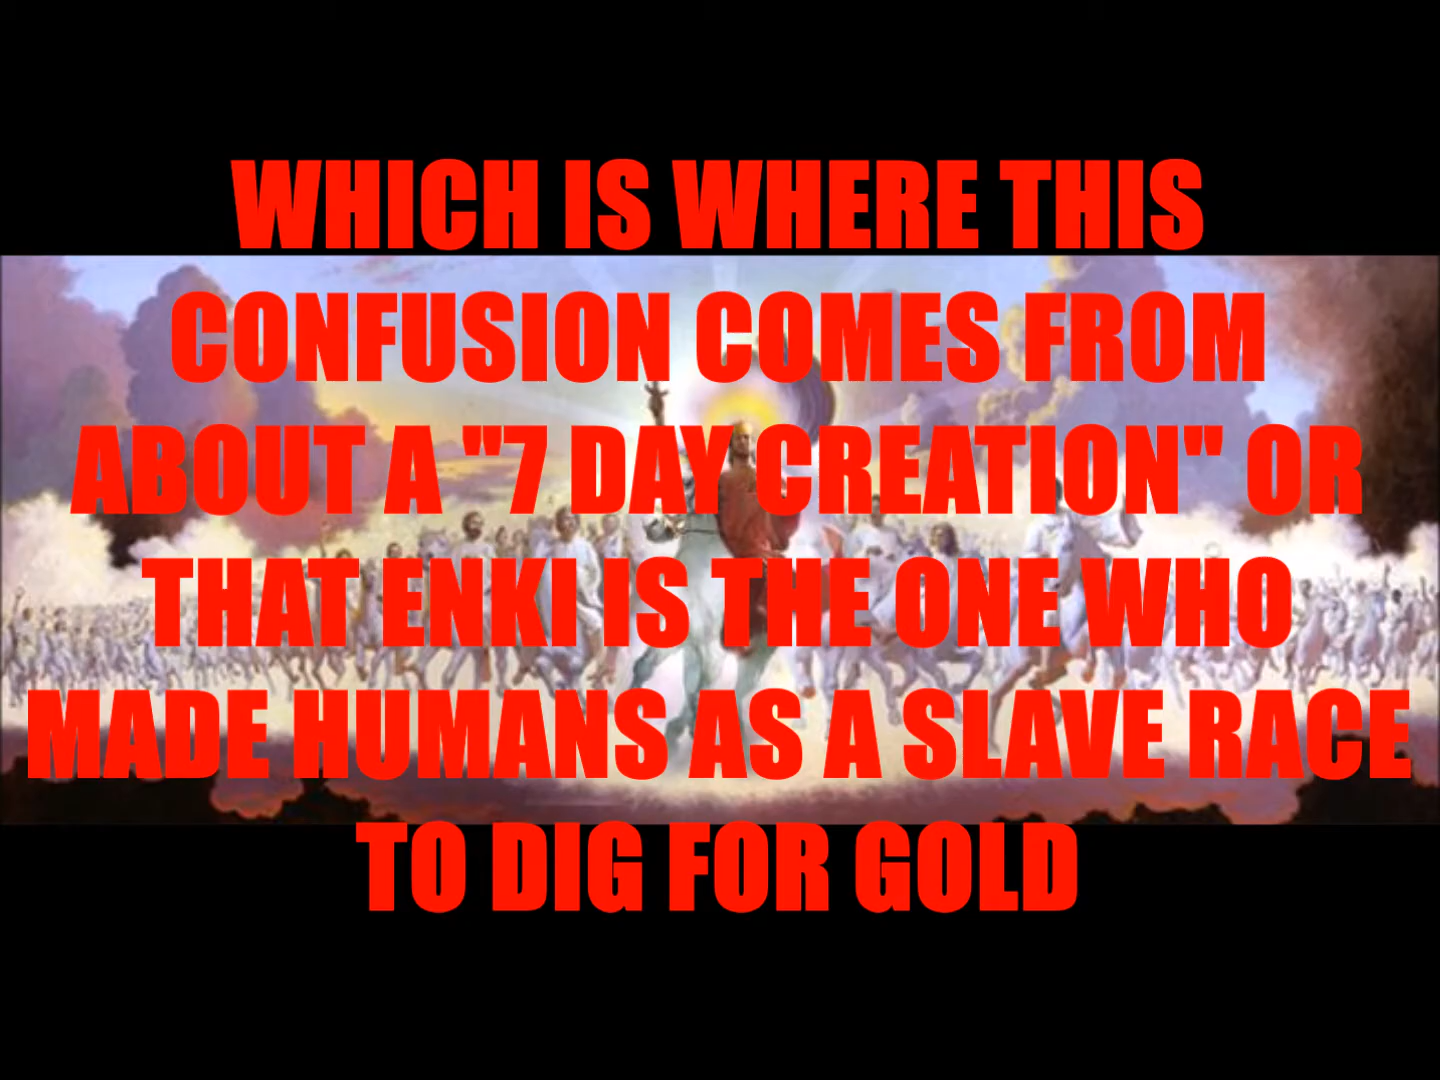 WHICH IS WHERE THIS
CONFUSION COMES FROM
ABOUT A "7 DAY CREATION" OR
THAT ENKI IS THE ONE WHO
MADE HUMANS AS A SLAVE RACE
TO DIG FOR GOLD